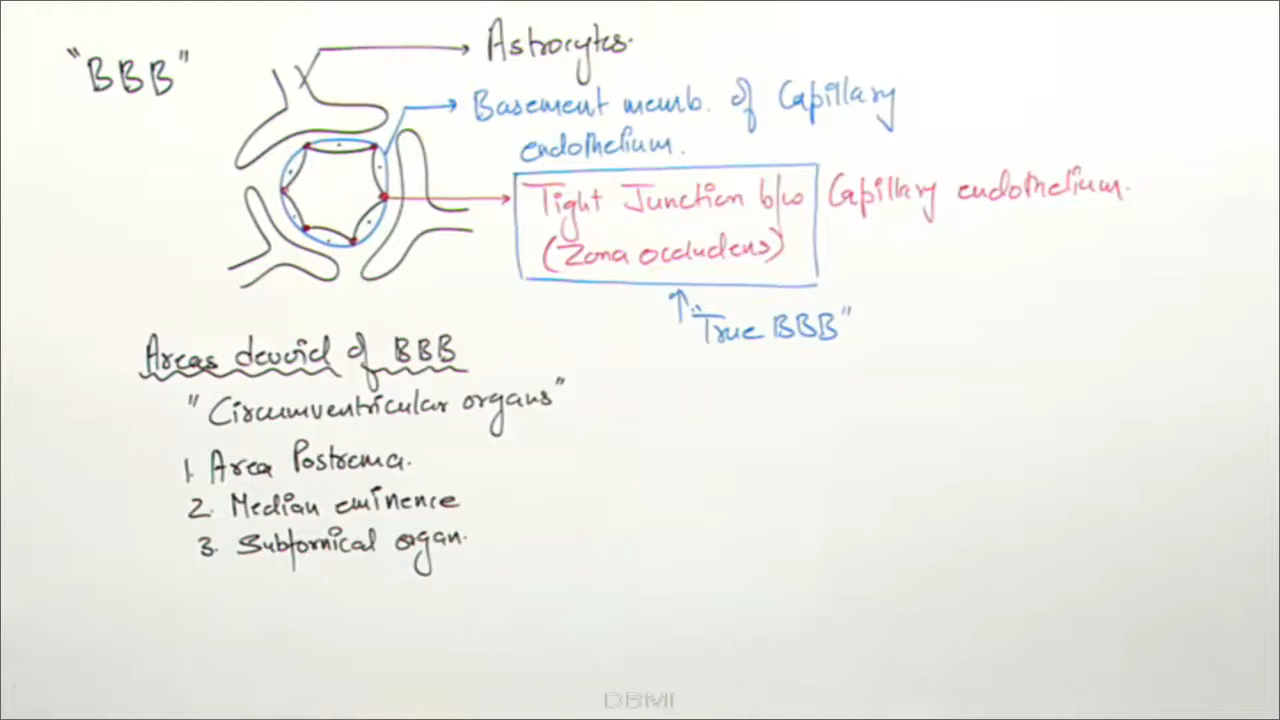 "BBB"
Astrocytes.
Basement memb. of Capillary
endothelium.
Tight Junction b/w Capillary endothelium.
(Zona occludens)
"True BBB"
Areas devoid of BBB
"Circumventricular organs"
1. Area Postrema.
2. Median eminence
3. Subfornical organ.
DBMI